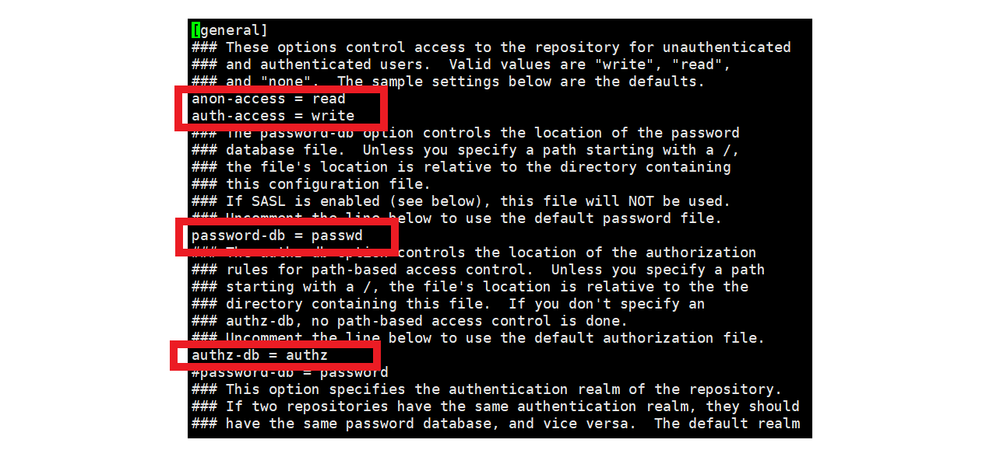 [general]
### These options control access to the repository for unauthenticated
### and authenticated users.  Valid values are "write", "read",
### and "none".  The sample settings below are the defaults.
anon-access = read
auth-access = write
### The password-db option controls the location of the password
### database file.  Unless you specify a path starting with a /,
### the file's location is relative to the directory containing
### this configuration file.
### If SASL is enabled (see below), this file will NOT be used.
### Uncomment the line below to use the default password file.
password-db = passwd
### The authz-db option controls the location of the authorization
### rules for path-based access control.  Unless you specify a path
### starting with a /, the file's location is relative to the the
### directory containing this file.  If you don't specify an
### authz-db, no path-based access control is done.
### Uncomment the line below to use the default authorization file.
authz-db = authz
#password-db = password
### This option specifies the authentication realm of the repository.
### If two repositories have the same authentication realm, they should
### have the same password database, and vice versa.  The default realm